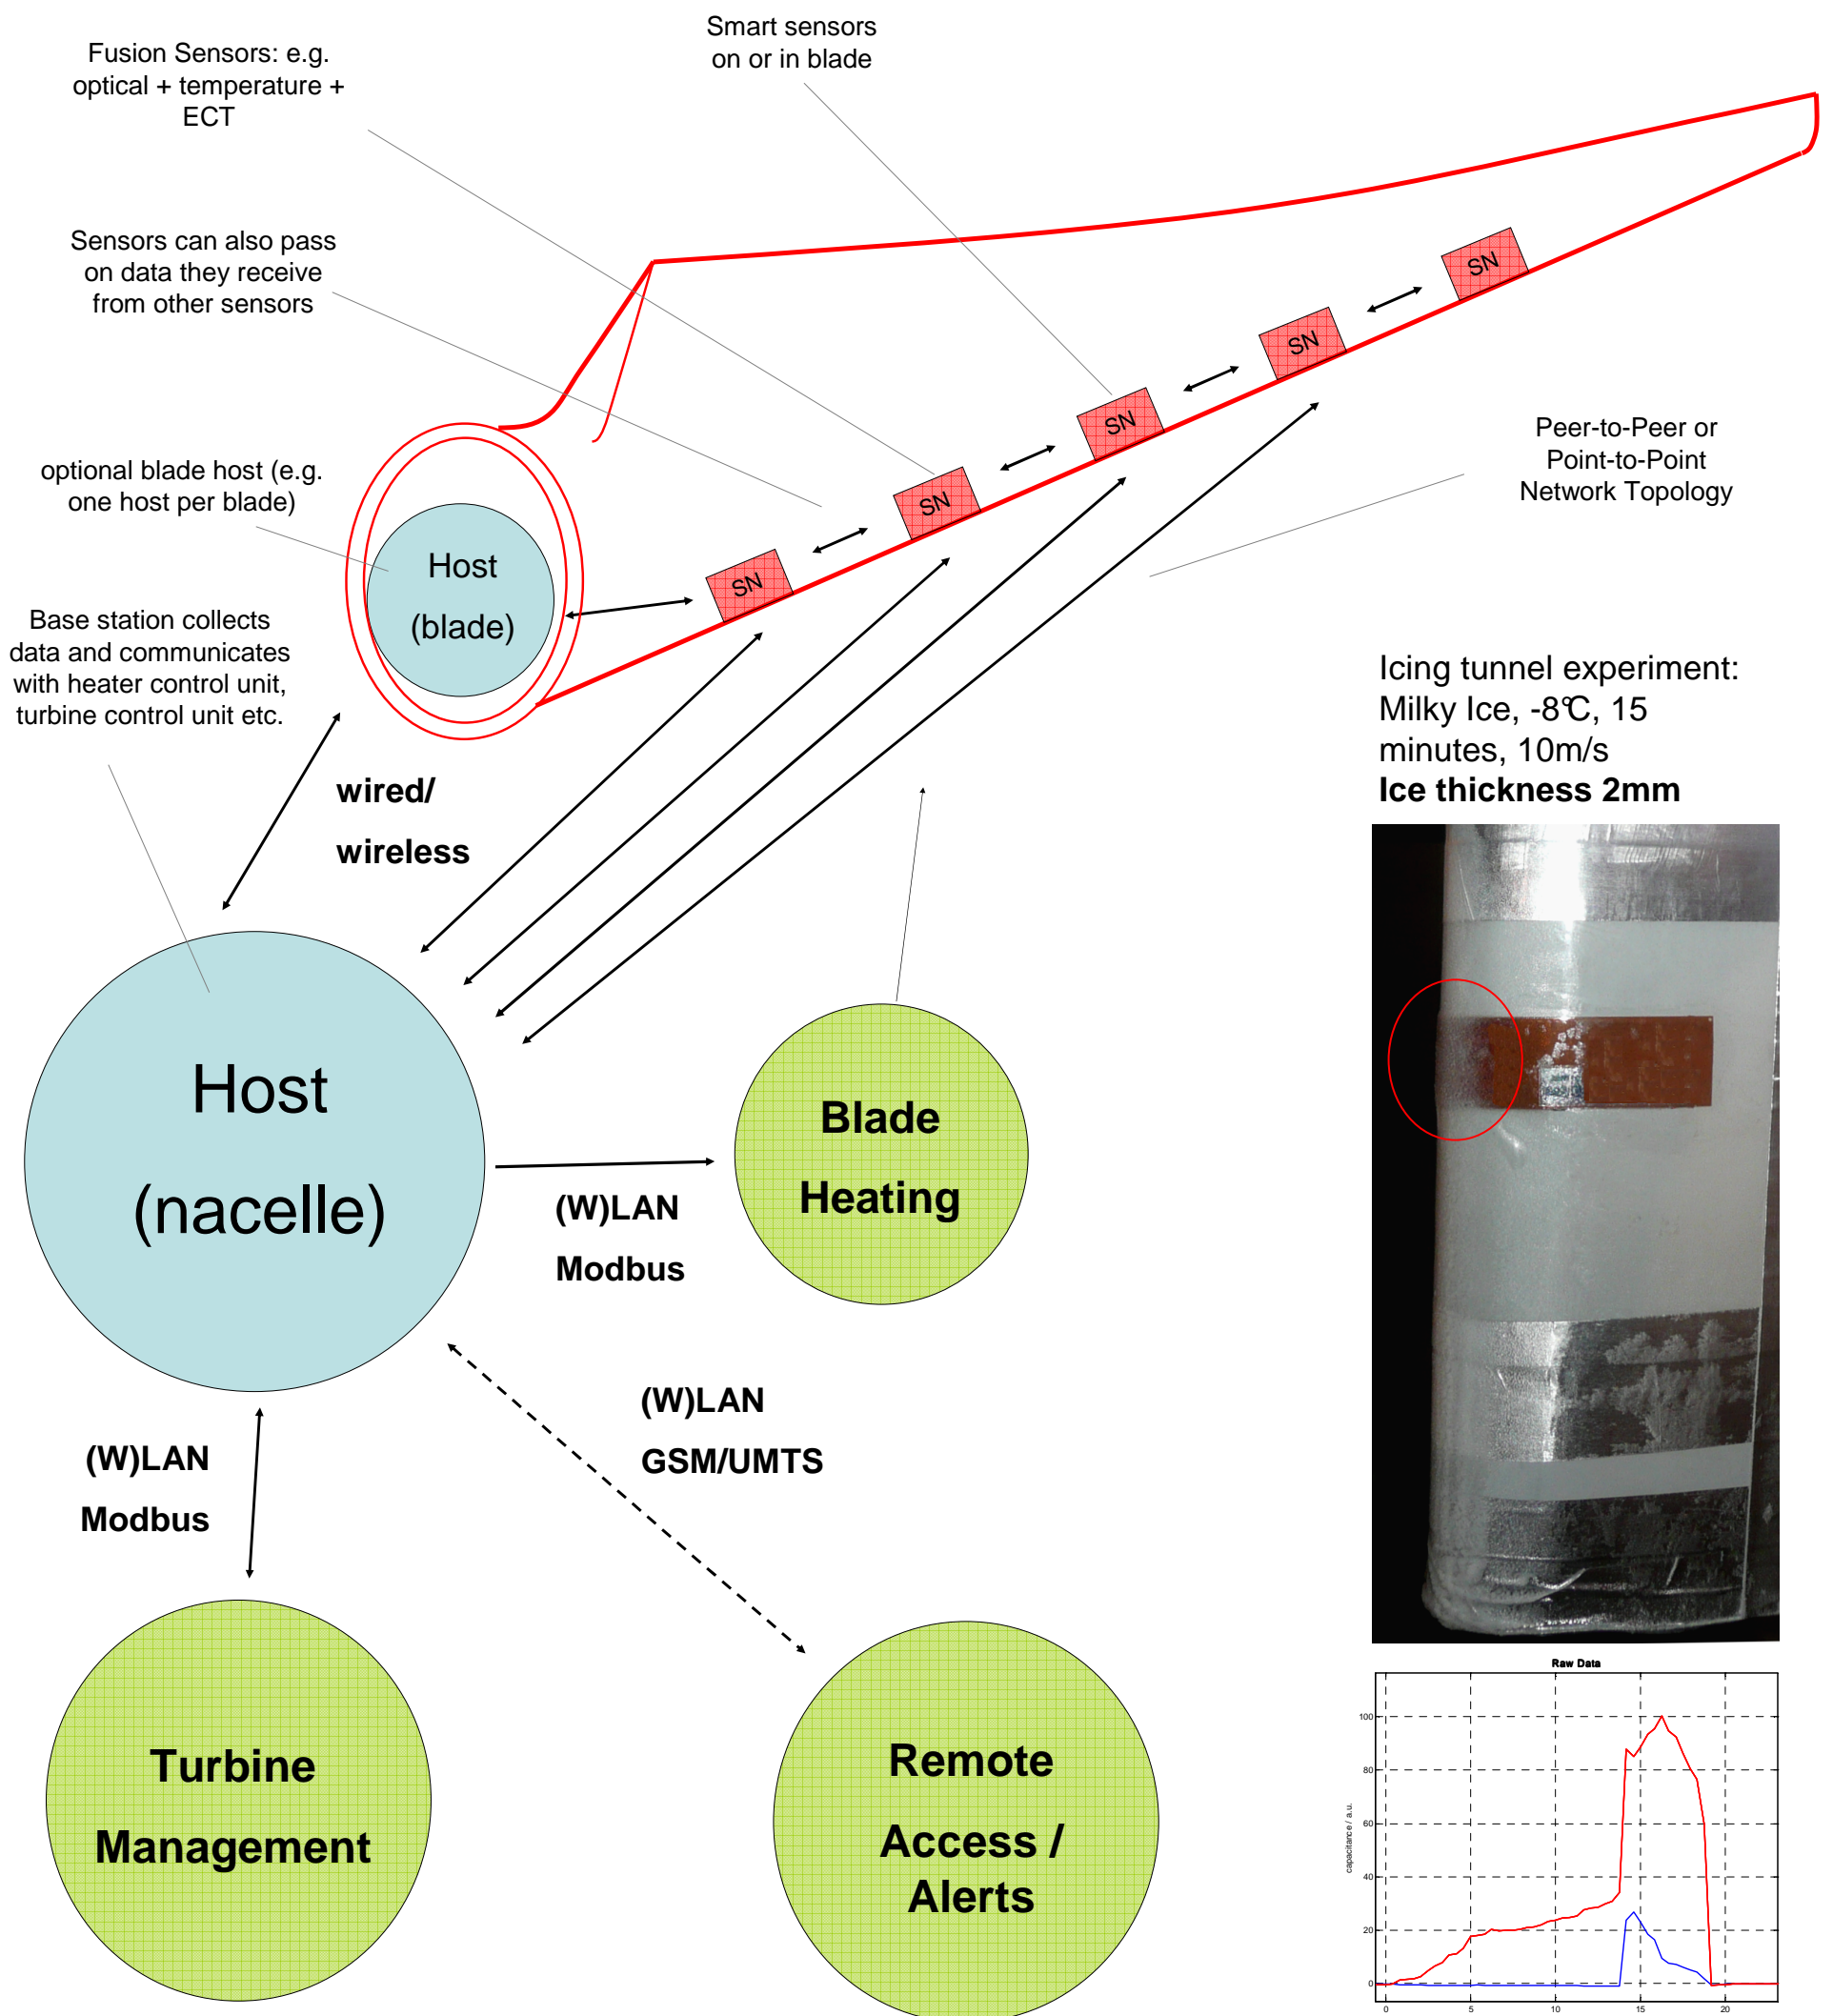 Smart sensors
on or in blade
Fusion Sensors: e.g.
optical + temperature +
ECT
Sensors can also pass
on data they receive
from other sensors
SN
SN
SN
SN
SN
Peer-to-Peer or
Point-to-Point
Network Topology
optional blade host (e.g.
one host per blade)
Host
(blade)
Base station collects
data and communicates
with heater control unit,
turbine control unit etc.
wired/
wireless
Icing tunnel experiment:
Milky Ice, -8°C, 15
minutes, 10m/s
Ice thickness 2mm
Host
(nacelle)
(W)LAN
Modbus
Blade
Heating
(W)LAN
GSM/UMTS
(W)LAN
Modbus
Turbine
Management
Remote
Access /
Alerts
Raw Data
capacitance / a.u.
100
80
60
40
20
0
0 5 10 15 20